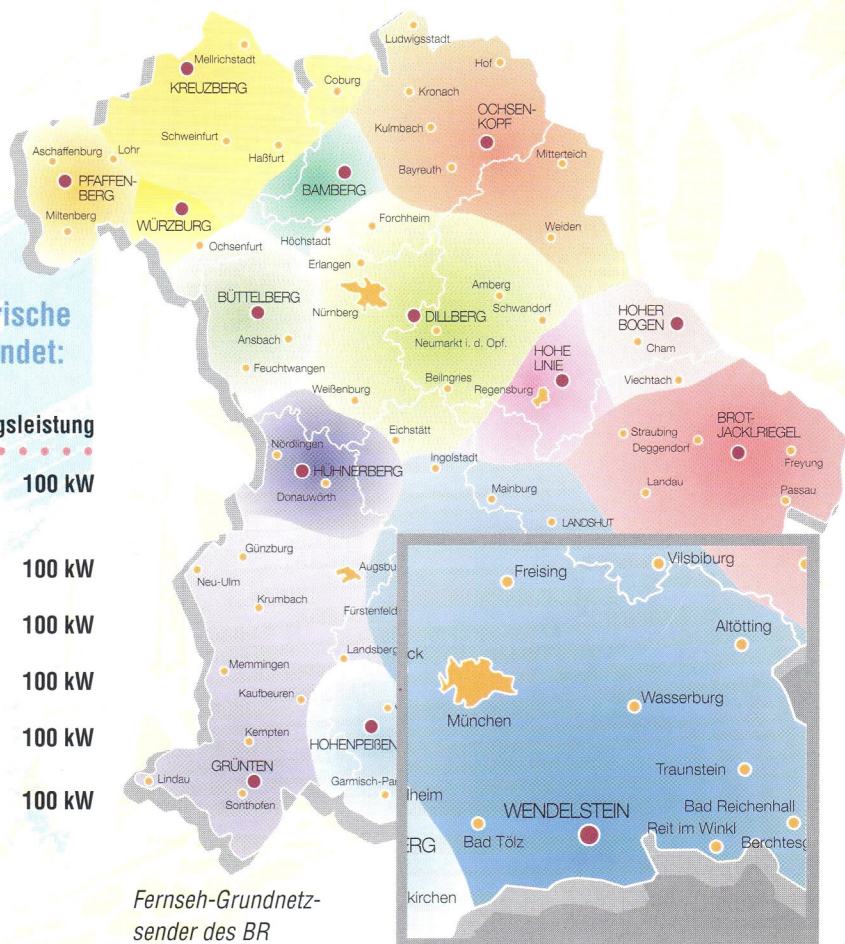 Ludwigsstadt
Mellrichstadt
Hof
KREUZBERG
Coburg
Kronach
OCHSEN-
KOPF
Kulmbach
Schweinfurt
Haßfurt
Aschaffenburg
Lohr
Mitterteich
Bayreuth
PFAFFEN-
BERG
BAMBERG
Miltenberg
WÜRZBURG
Forchheim
Weiden
Höchstadt
Ochsenfurt
Erlangen
Amberg
BÜTTELBERG
Schwandorf
HOHER
BOGEN
Nürnberg
DILLBERG
rische
Neumarkt i. d. Opf.
Ansbach
HOHE
LINIE
Cham
ndet:
Feuchtwangen
Beilngries
Viechtach
Regensburg
Weißenburg
BROT-
JACKLRIEGEL
gsleistung
Eichstätt
Straubing
Nördlingen
Deggendorf
Ingolstadt
Freyung
HÜHNERBERG
100 kW
Donauwörth
Mainburg
Landau
Passau
LANDSHUT
Günzburg
Augsbu
Vilsbiburg
100 kW
Neu-Ulm
Freising
Krumbach
Fürstenfeld
100 kW
Altötting
Landsberg
ck
Memmingen
100 kW
Kaufbeuren
Wasserburg
München
Kempten
100 kW
HOHENPEIßEN
GRÜNTEN
Traunstein
Lindau
Garmisch-Par
lheim
100 kW
Sonthofen
WENDELSTEIN
Bad Reichenhall
Reit im Winkl
Bad Tölz
Berchtesg
ERG
kirchen
Fernseh-Grundnetz-
sender des BR